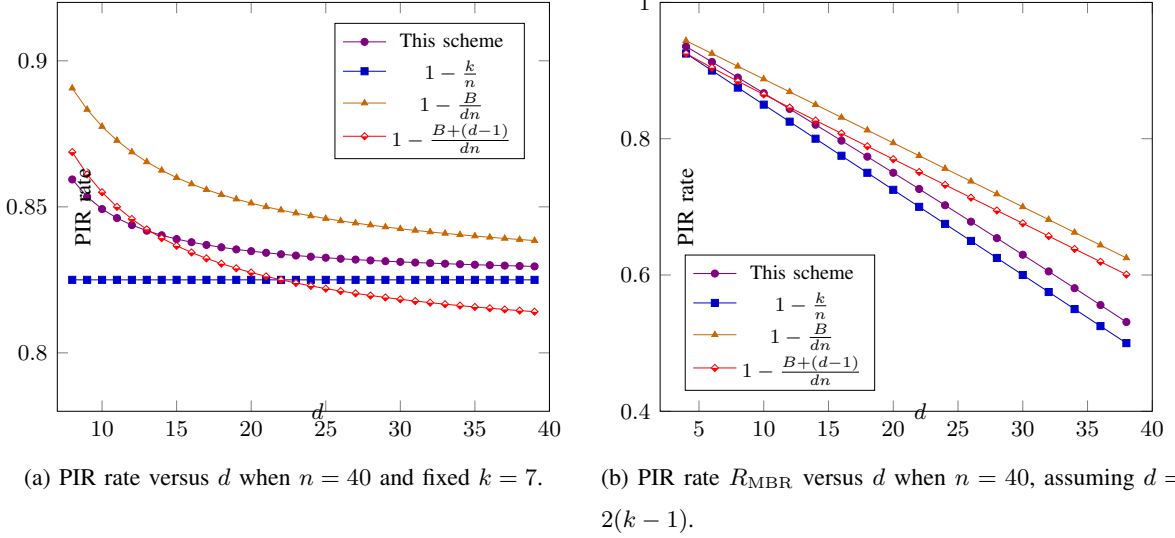 0.9
0.85
0.8
PIR rate
This scheme
1 − k/n
1 − B/dn
1 − B+(d−1)/dn
10 15 20 25 30 35 40
d
(a) PIR rate versus d when n = 40 and fixed k = 7.
1
0.8
0.6
0.4
PIR rate
This scheme
1 − k/n
1 − B/dn
1 − B+(d−1)/dn
5 10 15 20 25 30 35 40
d
(b) PIR rate R_MBR versus d when n = 40, assuming d =
2(k − 1).